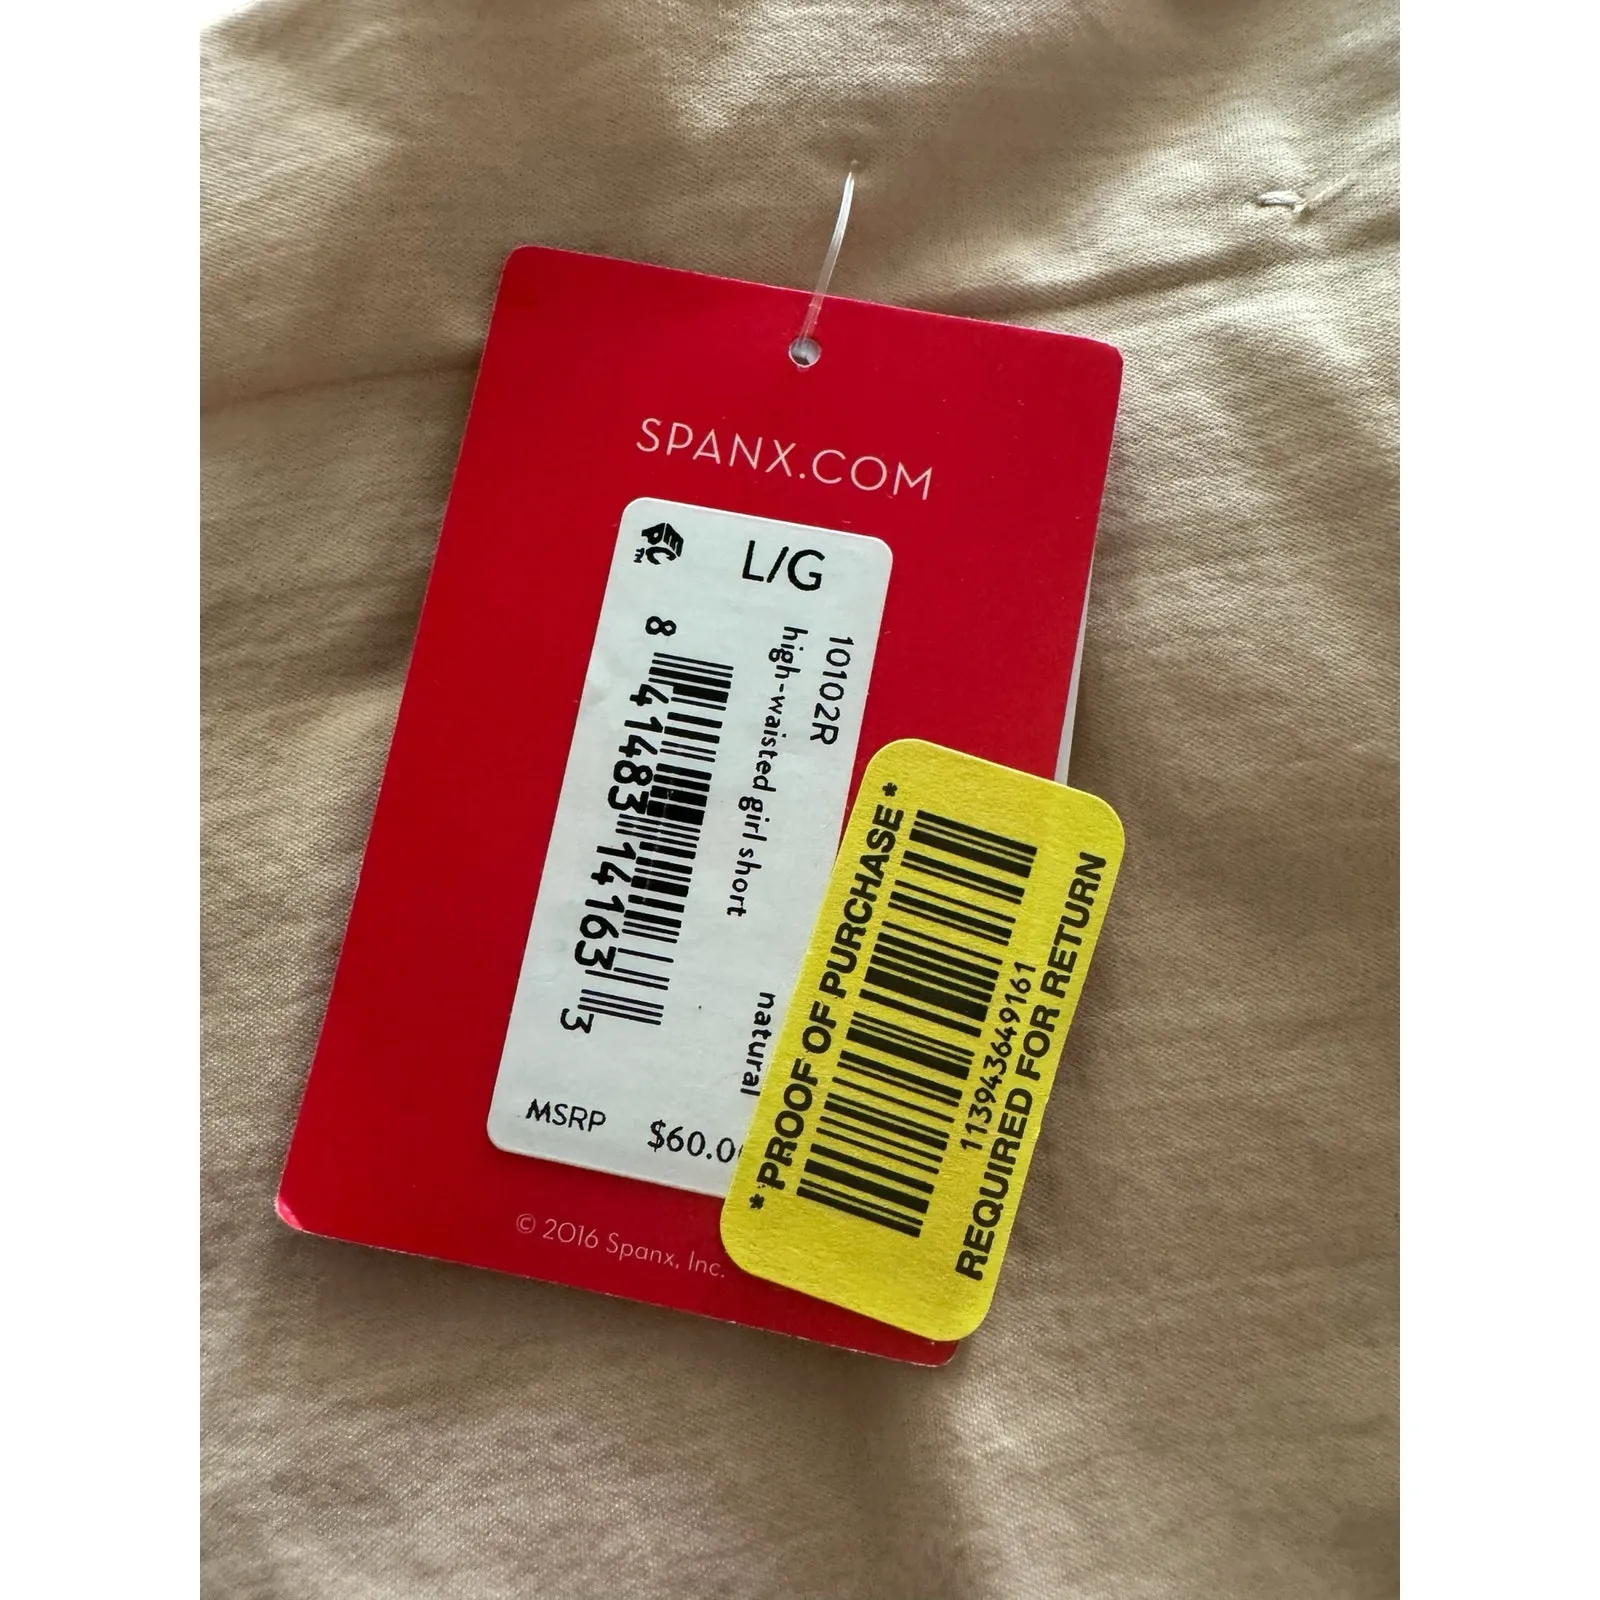 SPANX.COM
L/G
10102R
high-waisted girl short
natural
8 41483 14163 3
MSRP $60.0
© 2016 Spanx, Inc.
* PROOF OF PURCHASE *
113943649161
REQUIRED FOR RETURN